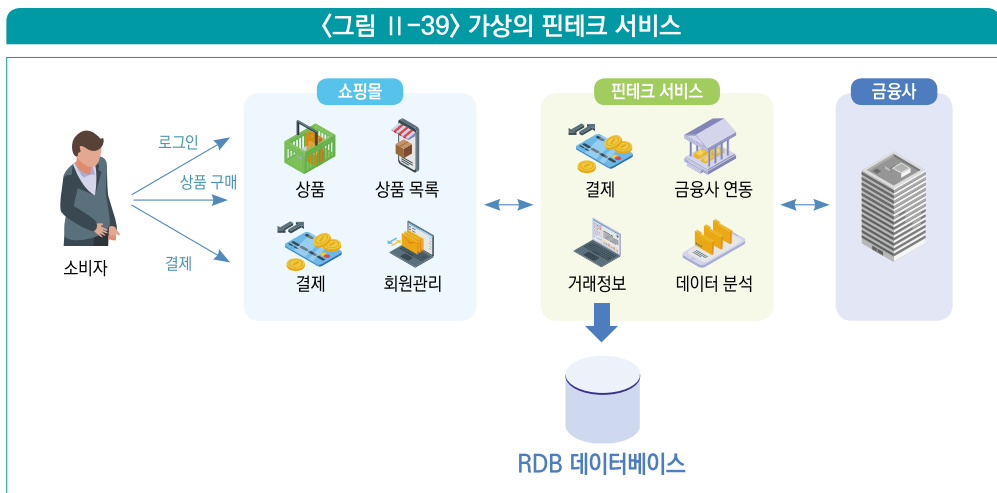 〈그림 Ⅱ-39〉 가상의 핀테크 서비스
쇼핑몰
핀테크 서비스
금융사
로그인
상품 구매
결제
소비자
상품
상품 목록
결제
회원관리
결제
금융사 연동
거래정보
데이터 분석
RDB 데이터베이스